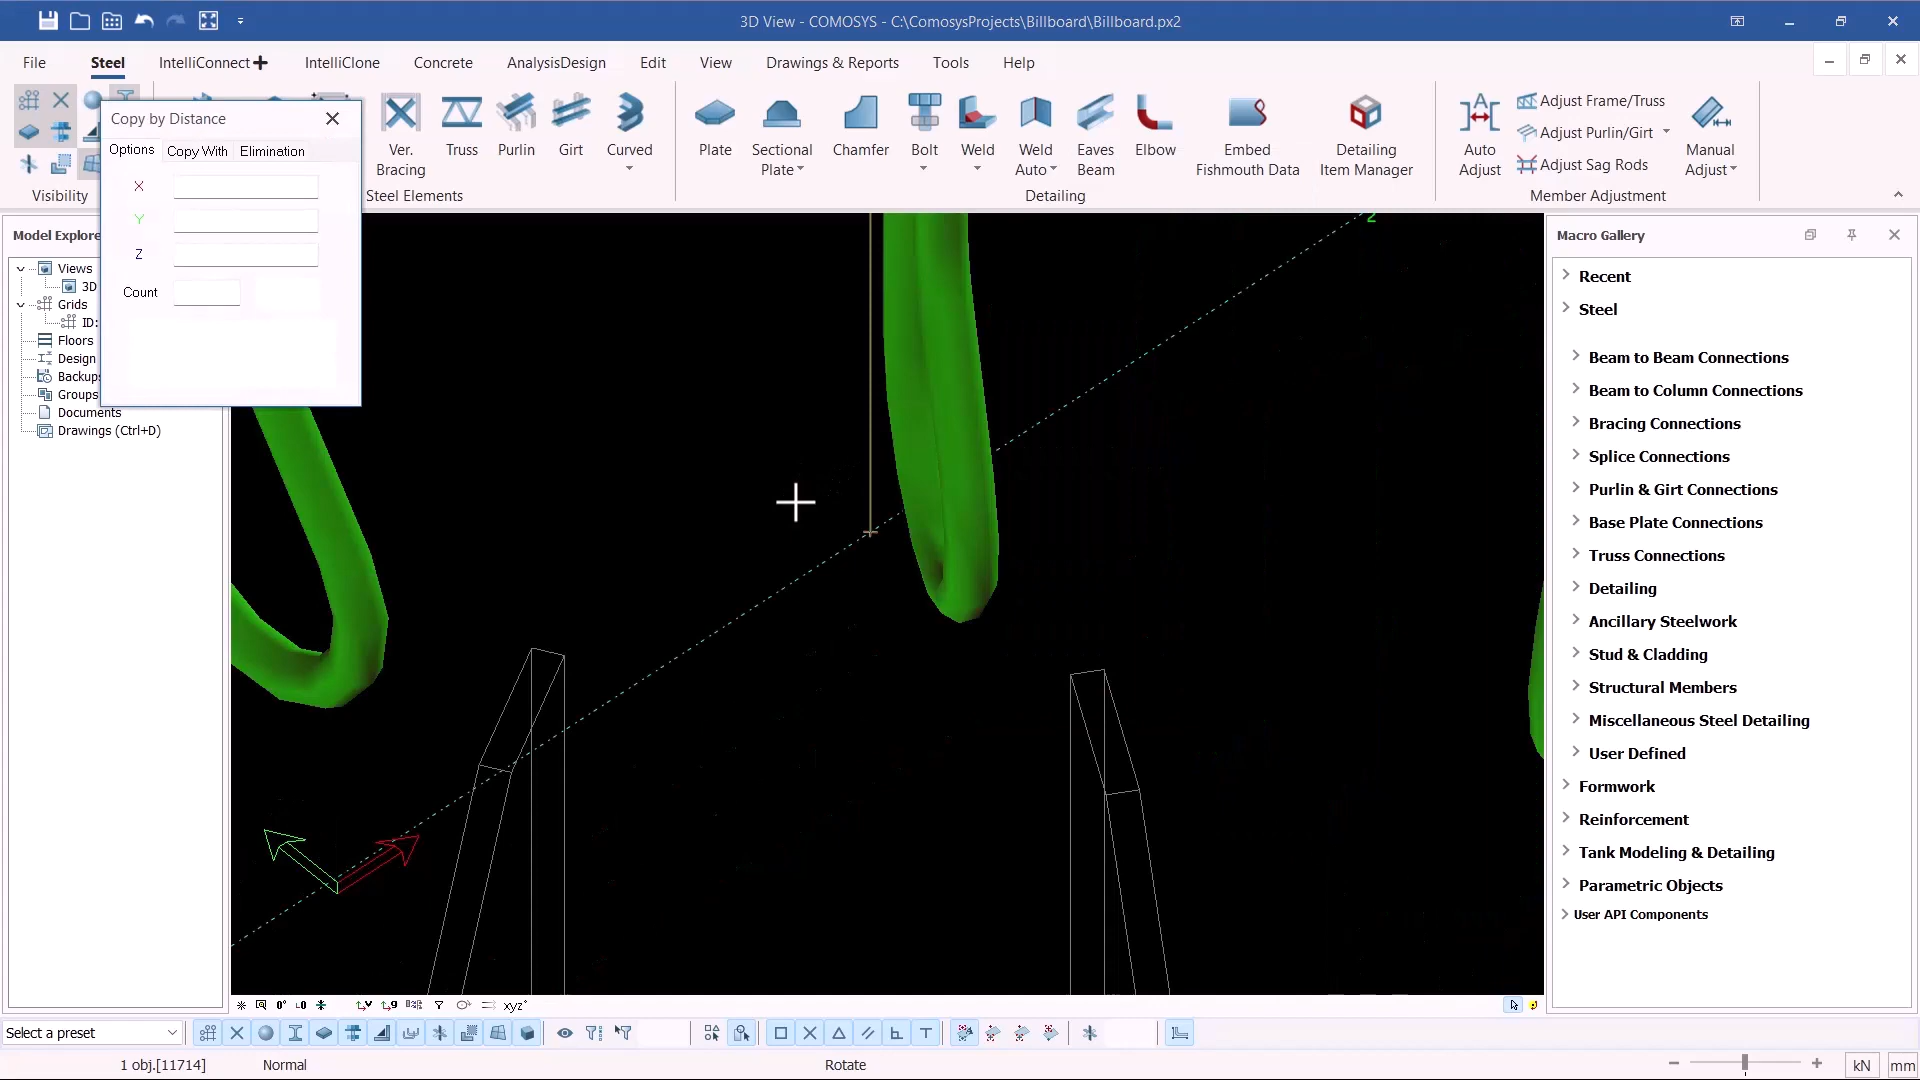 3D View - COMOSYS - C:\ComosysProjects\Billboard\Billboard.px2
File Steel IntelliConnect IntelliClone Concrete AnalysisDesign Edit View Drawings & Reports Tools Help
Copy by Distance
Options Copy With Elimination
X
Y
Z
Count
Ver. Bracing
Truss
Purlin
Girt
Curved
Plate
Sectional Plate
Chamfer
Bolt
Weld
Weld Auto
Eaves Beam
Elbow
Embed Fishmouth Data
Detailing Item Manager
Auto Adjust
Adjust Frame/Truss
Adjust Purlin/Girt
Adjust Sag Rods
Manual Adjust
Visibility
Steel Elements
Detailing
Member Adjustment
Model Explore
Views
3D
Grids
ID:
Floors
Design
Backups
Groups
Documents
Drawings (Ctrl+D)
2
Macro Gallery
Recent
Steel
Beam to Beam Connections
Beam to Column Connections
Bracing Connections
Splice Connections
Purlin & Girt Connections
Base Plate Connections
Truss Connections
Detailing
Ancillary Steelwork
Stud & Cladding
Structural Members
Miscellaneous Steel Detailing
User Defined
Formwork
Reinforcement
Tank Modeling & Detailing
Parametric Objects
User API Components
xyz
Select a preset
1 obj.[11714] Normal Rotate kN mm